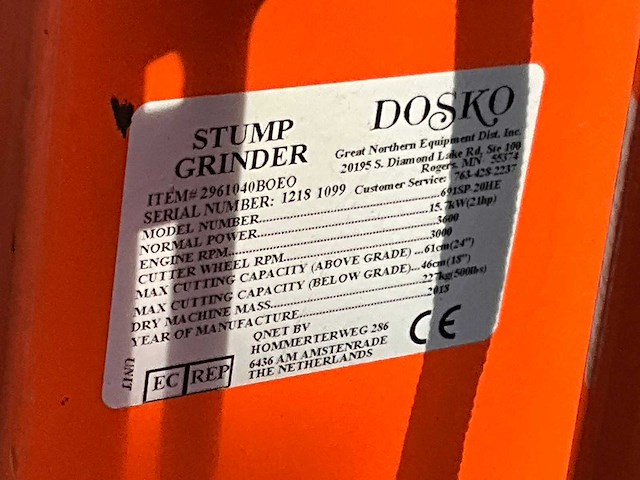 STUMP GRINDER
DOSKO
Great Northern Equipment Dist. Inc.
20195 S. Diamond Lake Rd, Ste 100
Rogers, MN 55374
Customer Service: 763-428-2237
ITEM# 2961040BOEO
SERIAL NUMBER: 1218 1099
MODEL NUMBER..........691SP-20HE
NORMAL POWER..........15.7kW(21hp)
ENGINE RPM..........3600
CUTTER WHEEL RPM..........3000
MAX CUTTING CAPACITY (ABOVE GRADE)...61cm(24")
MAX CUTTING CAPACITY (BELOW GRADE)...46cm(18")
DRY MACHINE MASS..........227kg(500lbs)
YEAR OF MANUFACTURE..........2018
UNIT
EC REP
QNET BV
HOMMERTERWEG 286
6436 AM AMSTENRADE
THE NETHERLANDS
CE